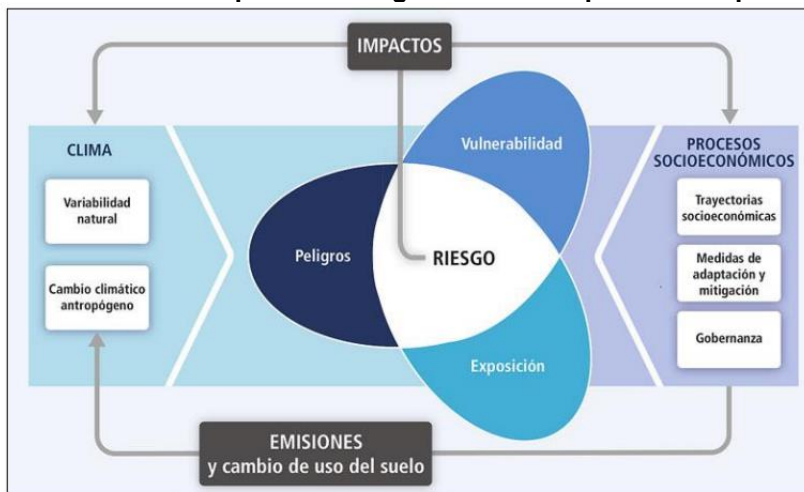 IMPACTOS
CLIMA
Variabilidad
natural
Cambio climático
antropógeno
Vulnerabilidad
Peligros
RIESGO
Exposición
PROCESOS
SOCIOECONÓMICOS
Trayectorias
socioeconómicas
Medidas de
adaptación y
mitigación
Gobernanza
EMISIONES
y cambio de uso del suelo